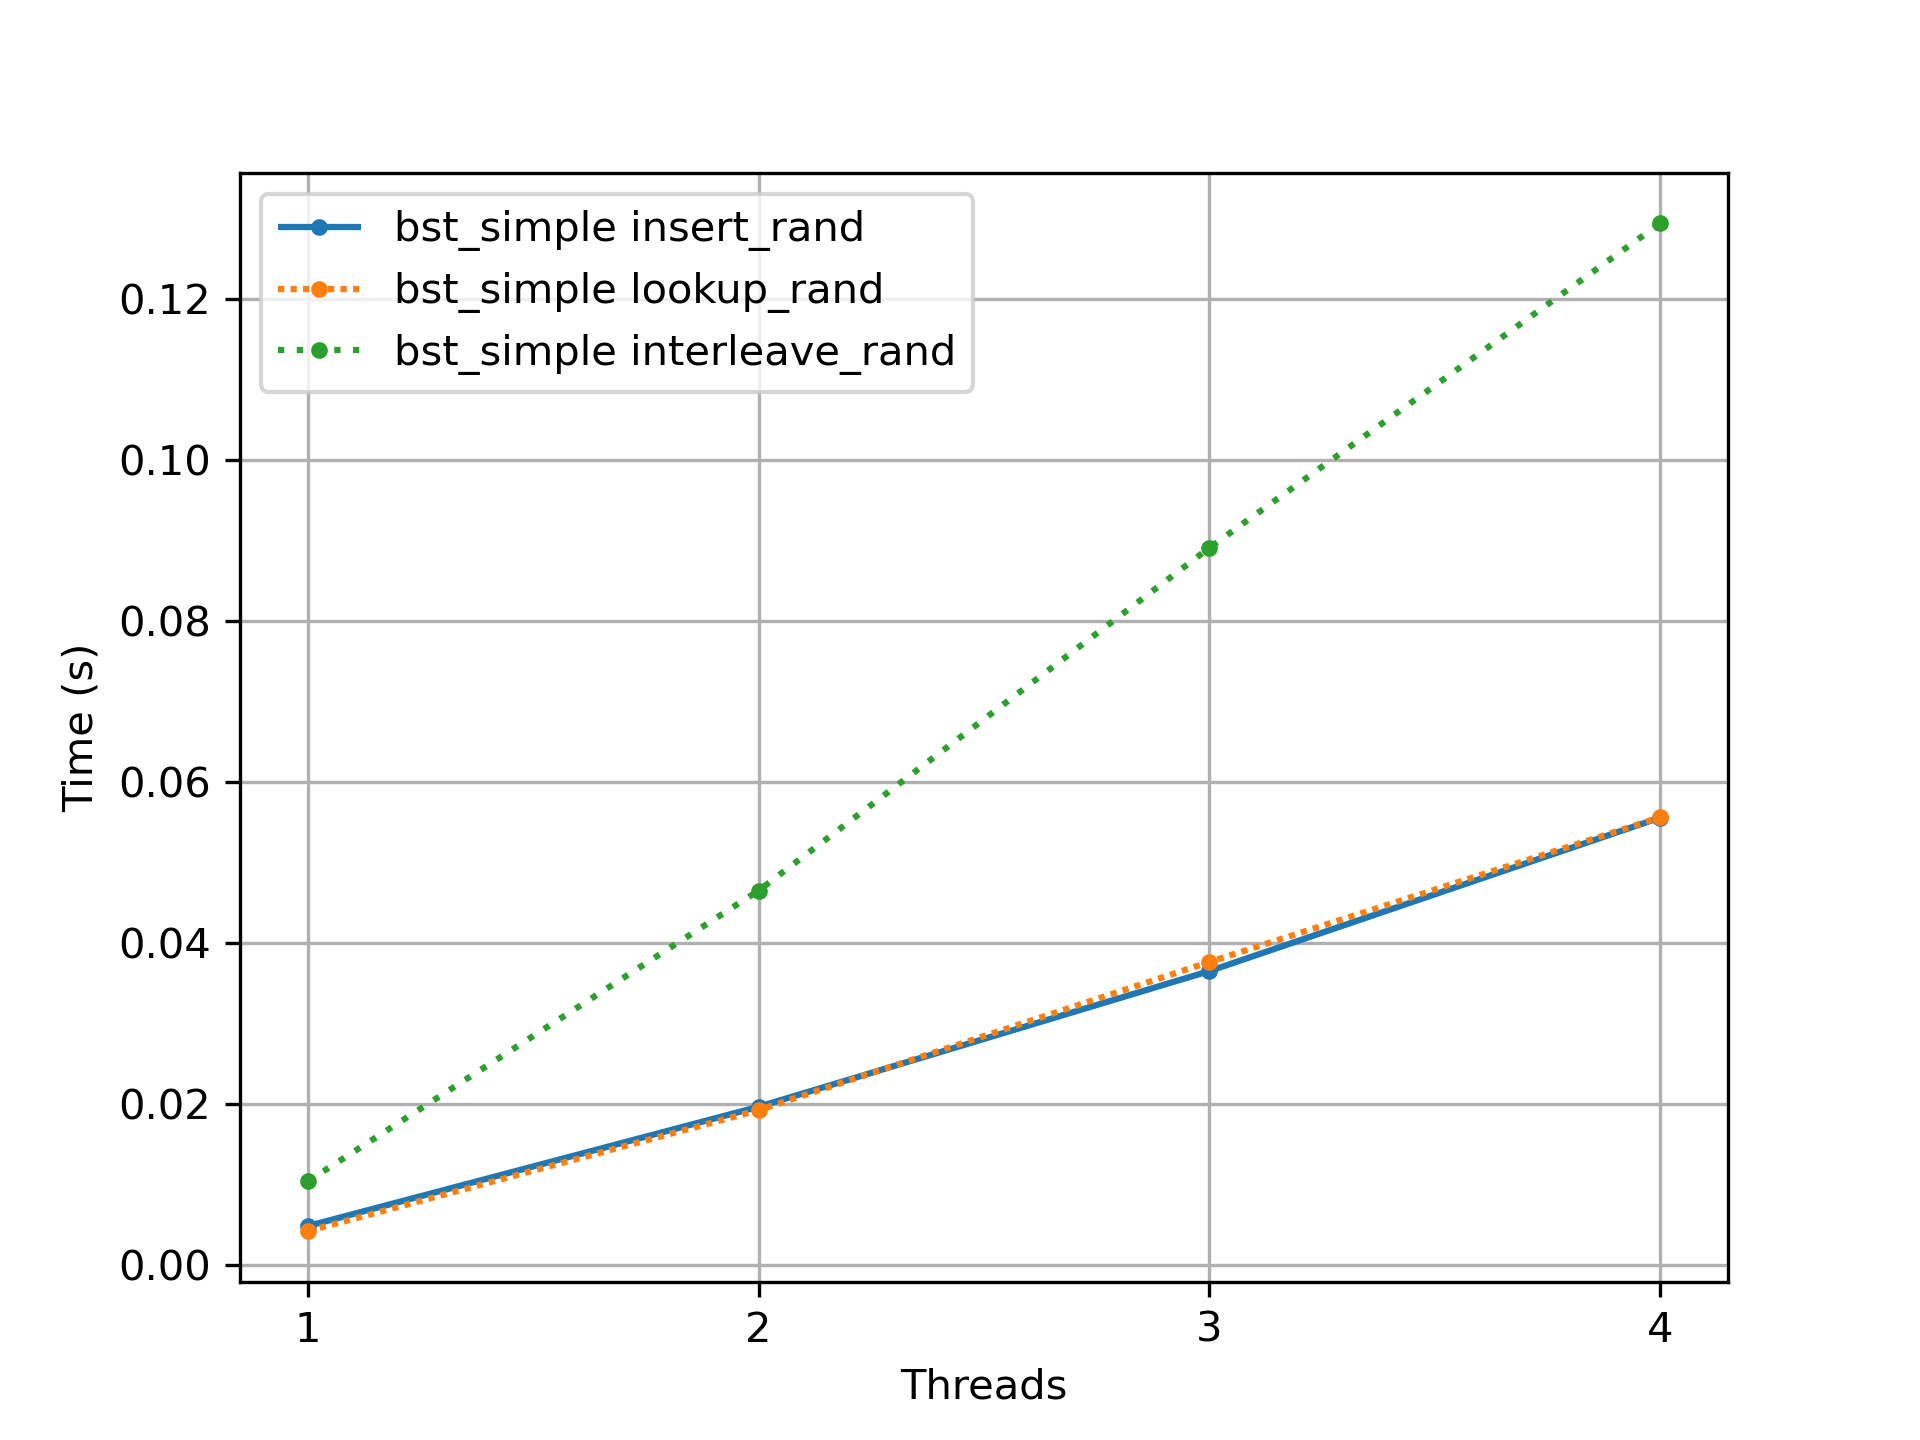 bst_simple insert_rand
bst_simple lookup_rand
bst_simple interleave_rand
0.12
0.10
0.08
0.06
0.04
0.02
0.00
Time (s)
1 2 3 4
Threads